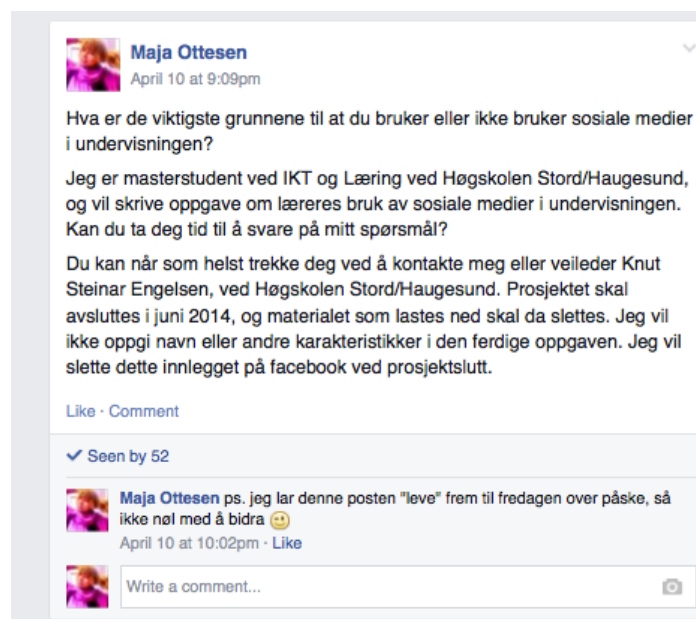 Maja Ottesen
April 10 at 9:09pm
Hva er de viktigste grunnene til at du bruker eller ikke bruker sosiale medier
i undervisningen?
Jeg er masterstudent ved IKT og Læring ved Høgskolen Stord/Haugesund,
og vil skrive oppgave om læreres bruk av sosiale medier i undervisningen.
Kan du ta deg tid til å svare på mitt spørsmål?
Du kan når som helst trekke deg ved å kontakte meg eller veileder Knut
Steinar Engelsen, ved Høgskolen Stord/Haugesund. Prosjektet skal
avsluttes i juni 2014, og materialet som lastes ned skal da slettes. Jeg vil
ikke oppgi navn eller andre karakteristikker i den ferdige oppgaven. Jeg vil
slette dette innlegget på facebook ved prosjektslutt.
Like · Comment
Seen by 52
Maja Ottesen ps. jeg lar denne posten "leve" frem til fredagen over påske, så
ikke nøl med å bidra
April 10 at 10:02pm · Like
Write a comment...